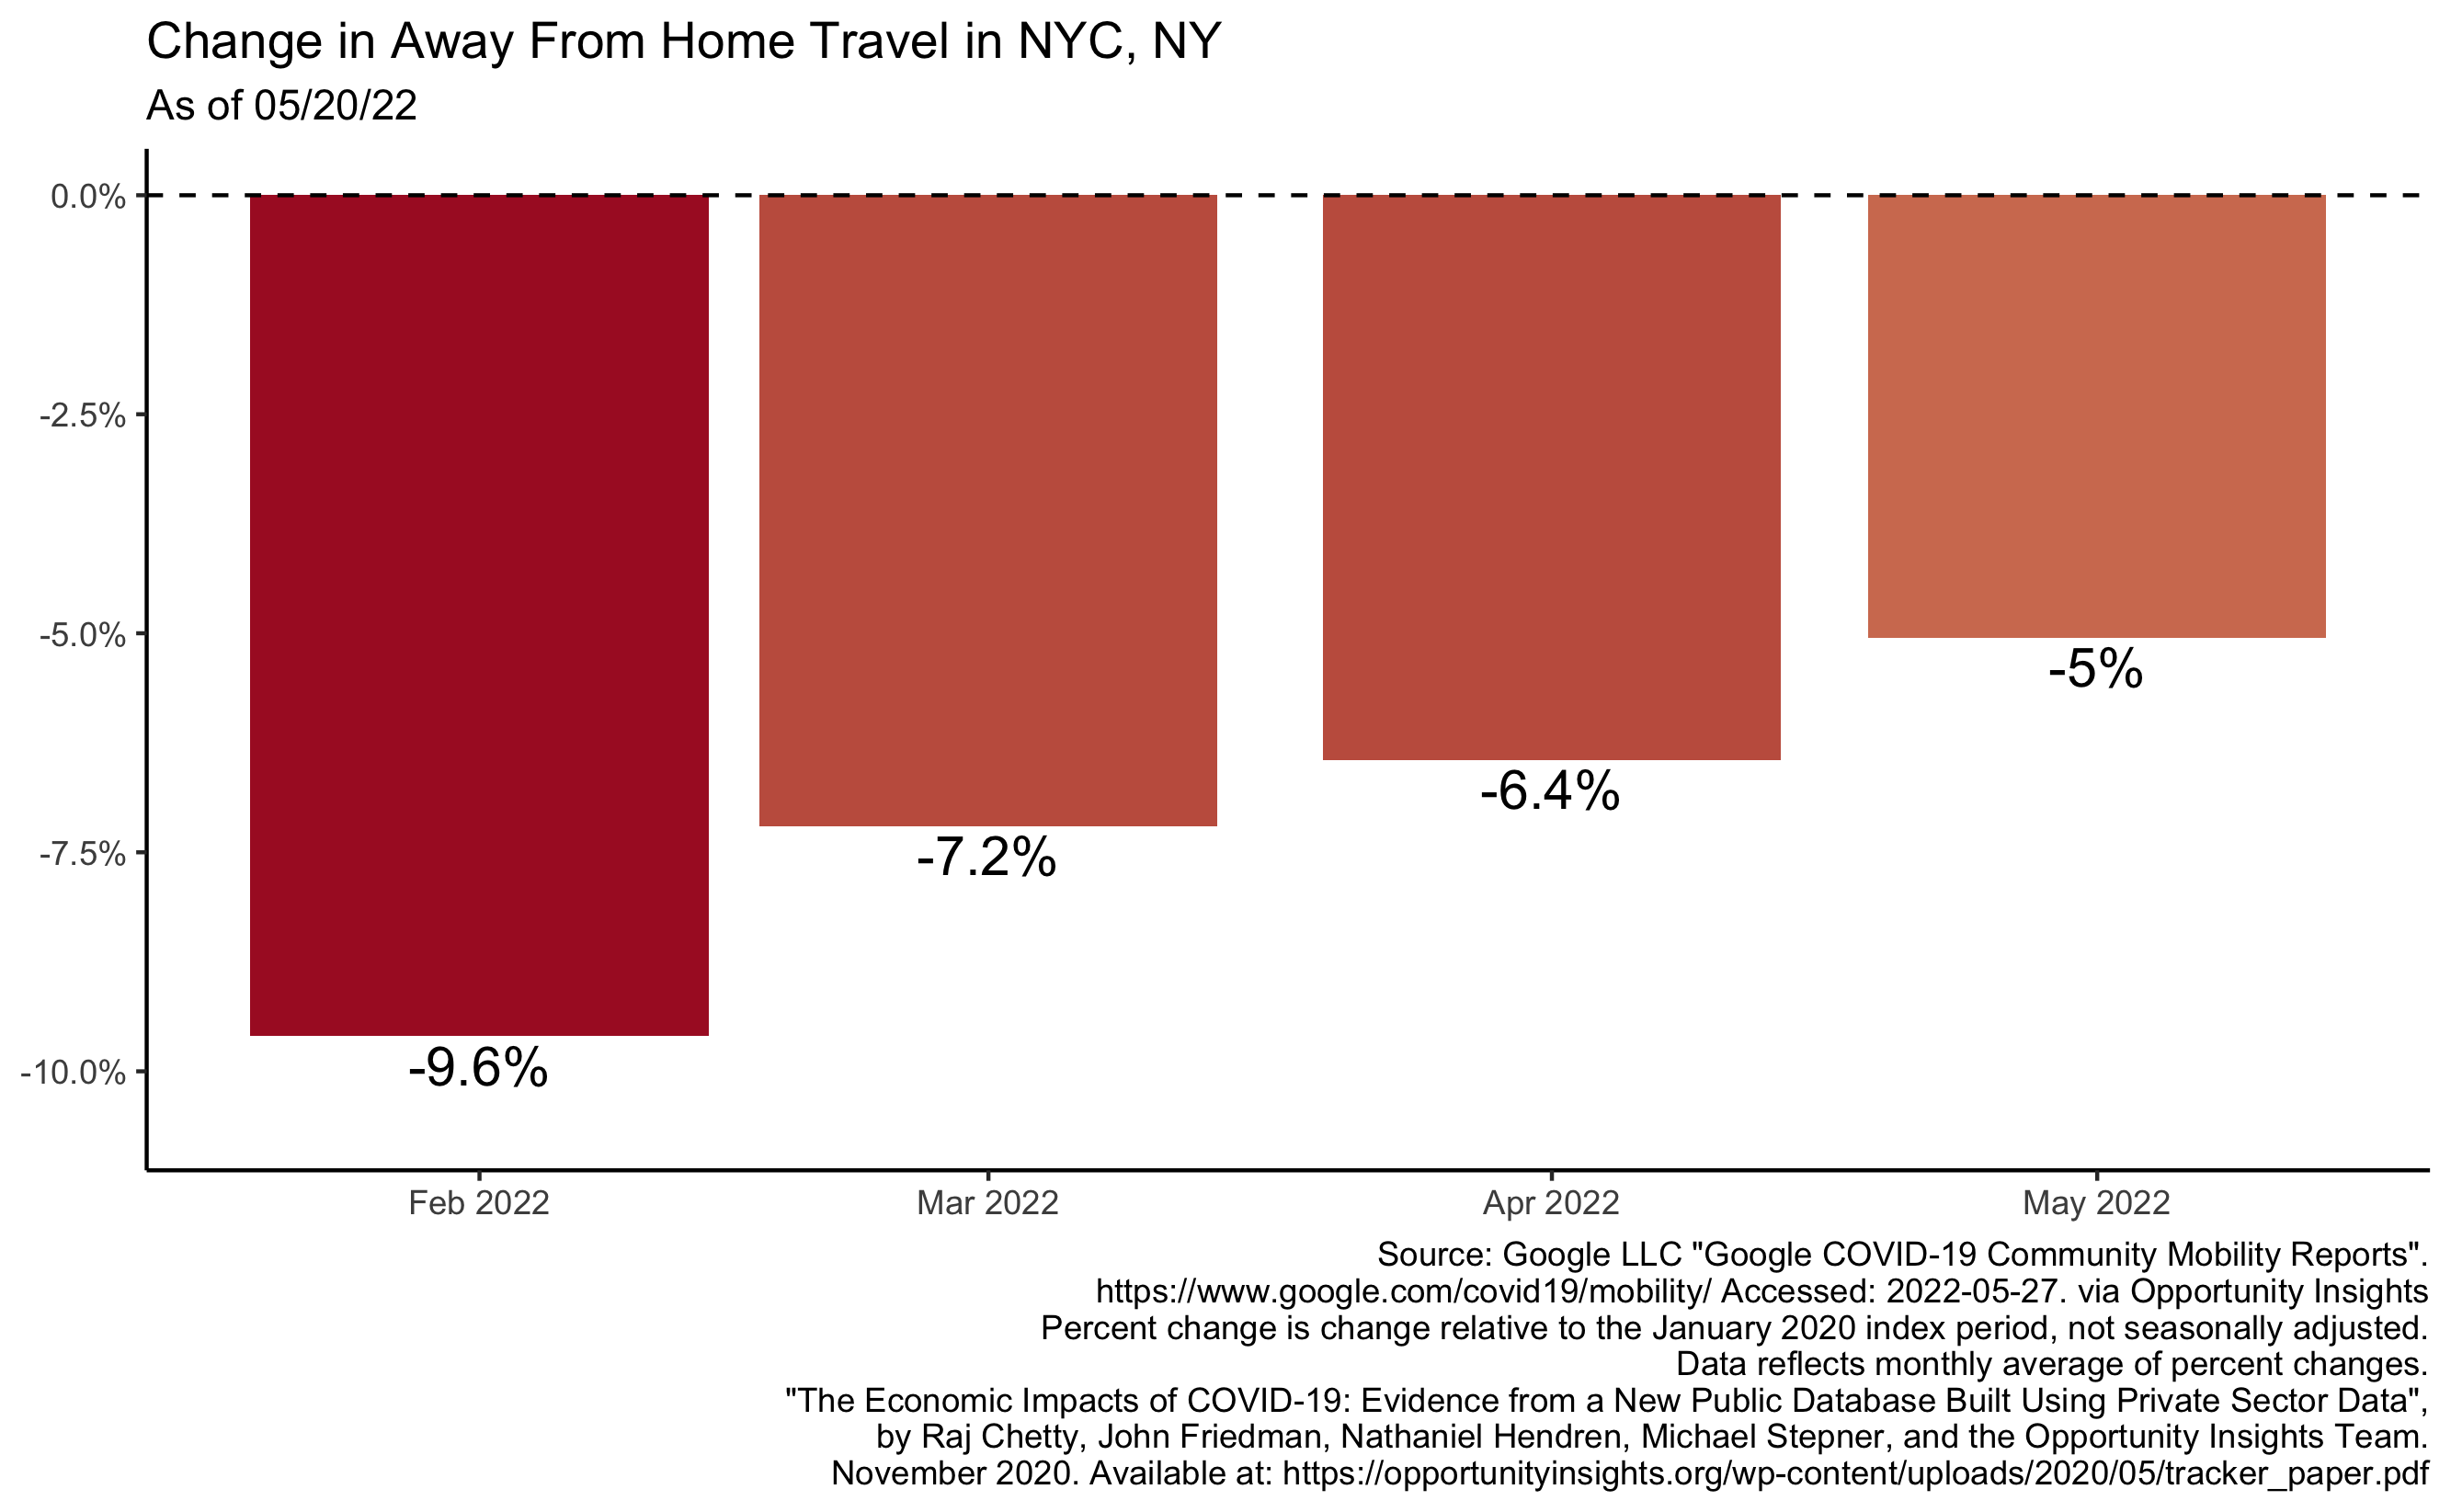 Change in Away From Home Travel in NYC, NY
As of 05/20/22
0.0%
-2.5%
-5.0%
-7.5%
-10.0%
-9.6%
-7.2%
-6.4%
-5%
Feb 2022
Mar 2022
Apr 2022
May 2022
Source: Google LLC "Google COVID-19 Community Mobility Reports".
https://www.google.com/covid19/mobility/ Accessed: 2022-05-27. via Opportunity Insights
Percent change is change relative to the January 2020 index period, not seasonally adjusted.
Data reflects monthly average of percent changes.
"The Economic Impacts of COVID-19: Evidence from a New Public Database Built Using Private Sector Data",
by Raj Chetty, John Friedman, Nathaniel Hendren, Michael Stepner, and the Opportunity Insights Team.
November 2020. Available at: https://opportunityinsights.org/wp-content/uploads/2020/05/tracker_paper.pdf